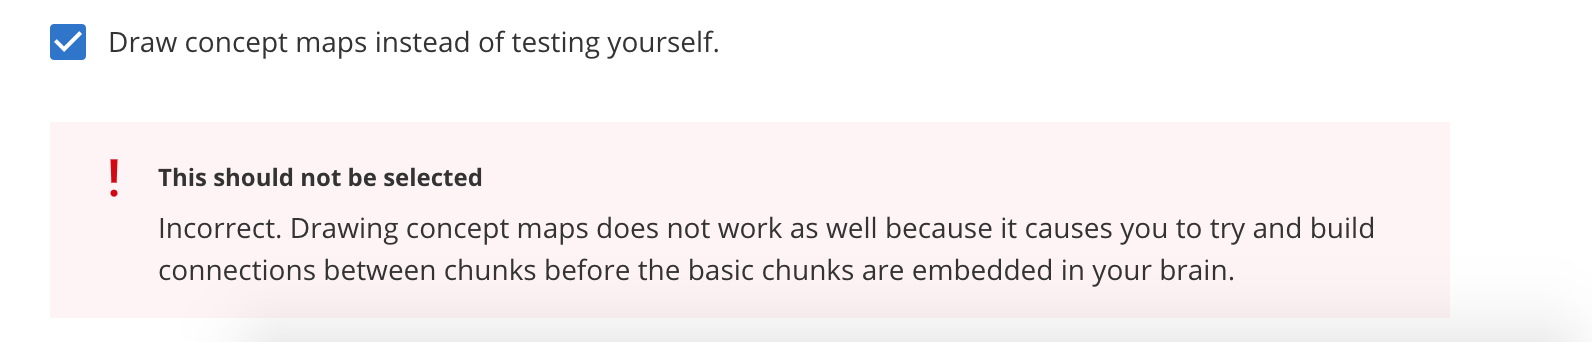 Draw concept maps instead of testing yourself.
This should not be selected
Incorrect. Drawing concept maps does not work as well because it causes you to try and build
connections between chunks before the basic chunks are embedded in your brain.